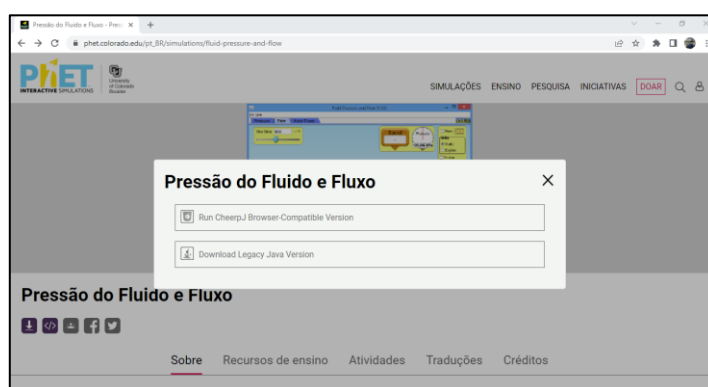 Pressão do Fluido e Fluxo - Pres
phet.colorado.edu/pt_BR/simulations/fluid-pressure-and-flow
PhET
INTERACTIVE SIMULATIONS
University
of Colorado
Boulder
SIMULAÇÕES ENSINO PESQUISA INICIATIVAS DOAR
Pressão do Fluido e Fluxo
Run CheerpJ Browser-Compatible Version
Download Legacy Java Version
Pressão do Fluido e Fluxo
Sobre Recursos de ensino Atividades Traduções Créditos